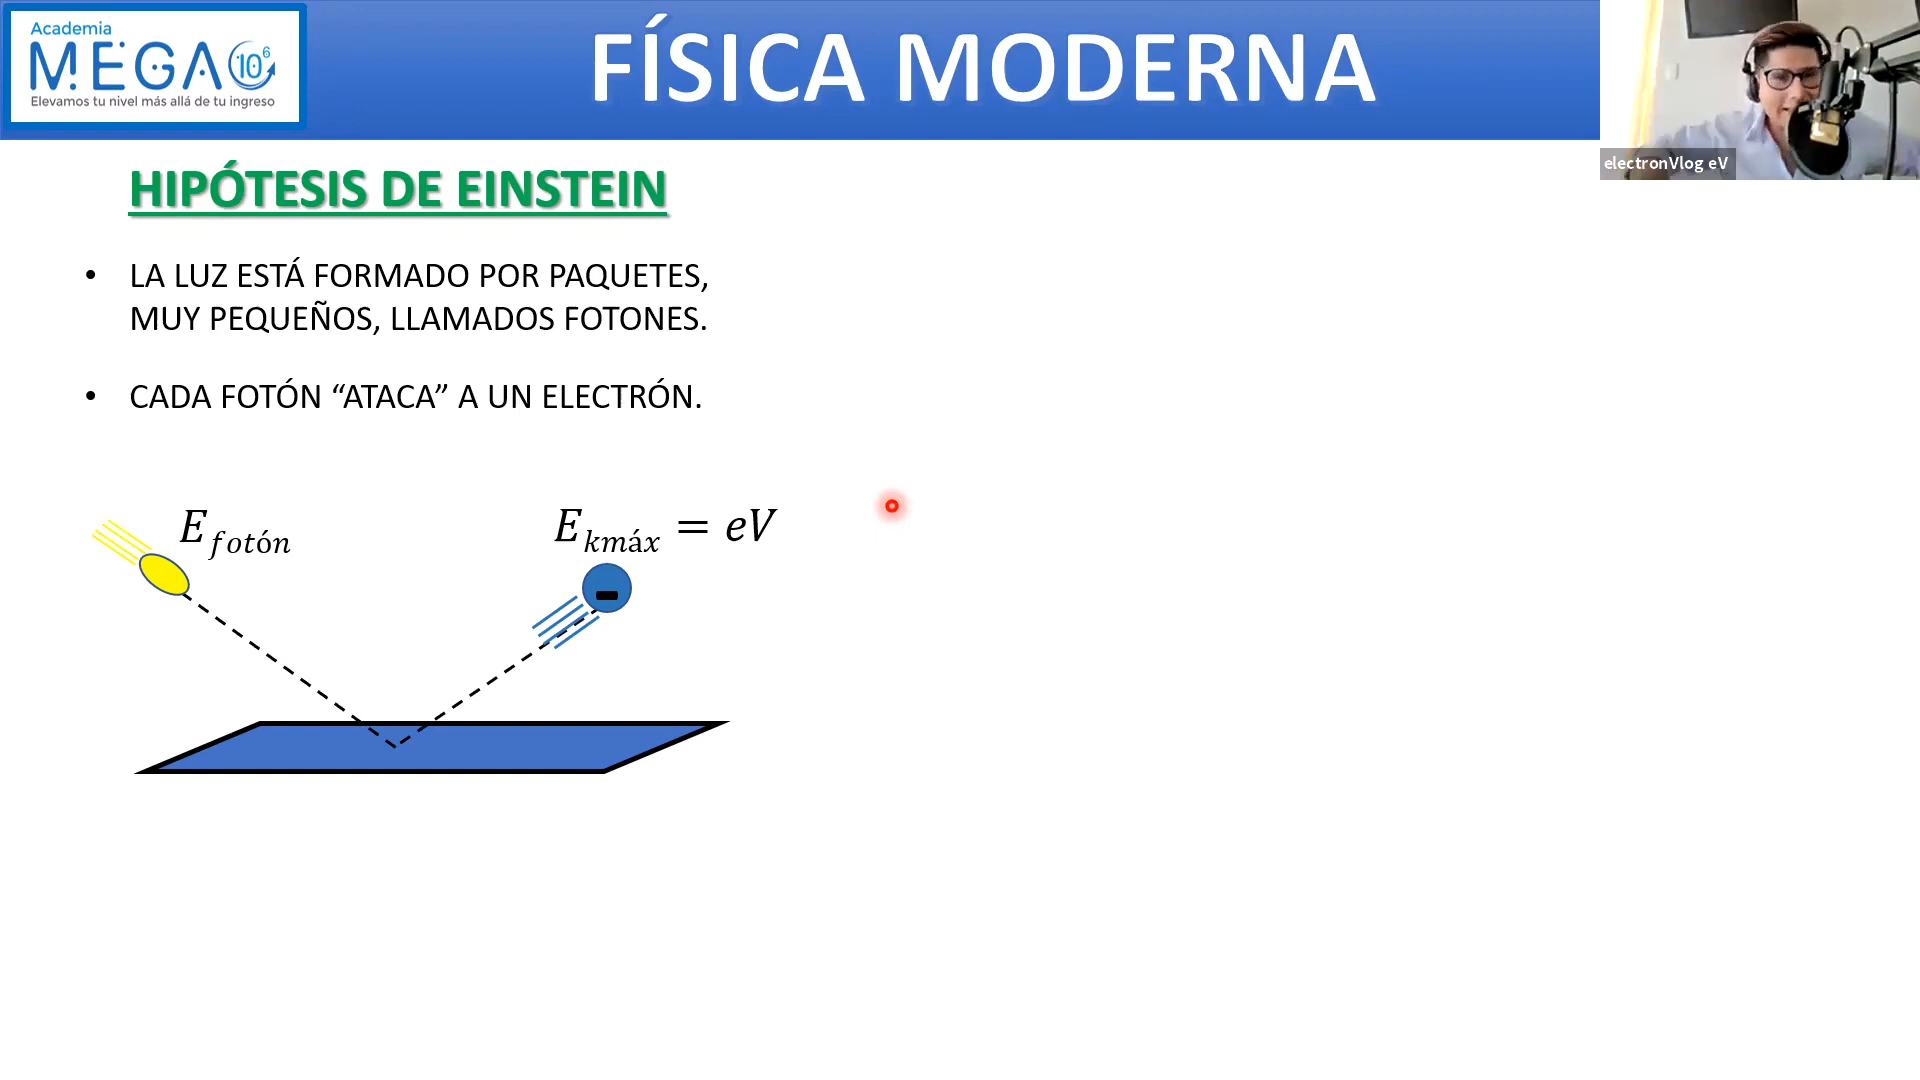 Academia
MEGA 10⁶
Elevamos tu nivel más allá de tu ingreso
FÍSICA MODERNA
electronVlog eV
HIPÓTESIS DE EINSTEIN
• LA LUZ ESTÁ FORMADO POR PAQUETES,
MUY PEQUEÑOS, LLAMADOS FOTONES.
• CADA FOTÓN “ATACA” A UN ELECTRÓN.
E_fotón
E_kmáx = eV
-